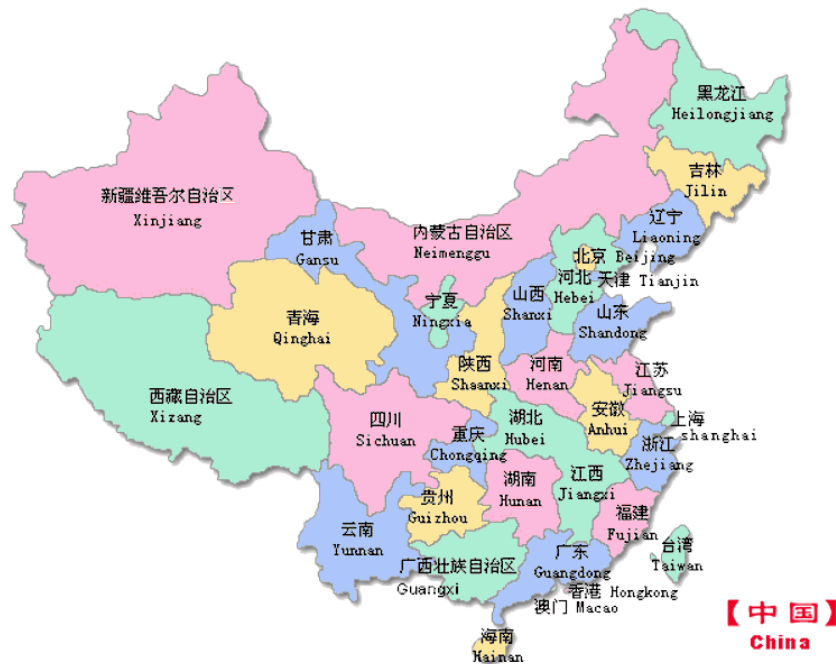 黑龙江
Heilongjiang
吉林
Jilin
新疆維吾尔自治区
Xinjiang
辽宁
Liaoning
甘肃
Gansu
内蒙古自治区
Neimenggu
北京 Beijing
河北
Hebei
天津 Tianjin
宁夏
Ningxia
山西
Shanxi
山东
Shandong
青海
Qinghai
陕西
Shaanxi
河南
Henan
江苏
Jiangsu
西藏自治区
Xizang
四川
Sichuan
湖北
Hubei
安徽
Anhui
上海
shanghai
重庆
Chongqing
浙江
Zhejiang
湖南
Hunan
江西
Jiangxi
贵州
Guizhou
福建
Fujian
云南
Yunnan
广西壮族自治区
Guangxi
广东
Guangdong
台湾
Taiwan
香港 Hongkong
澳门 Macao
海南
Hainan
【中国】
China